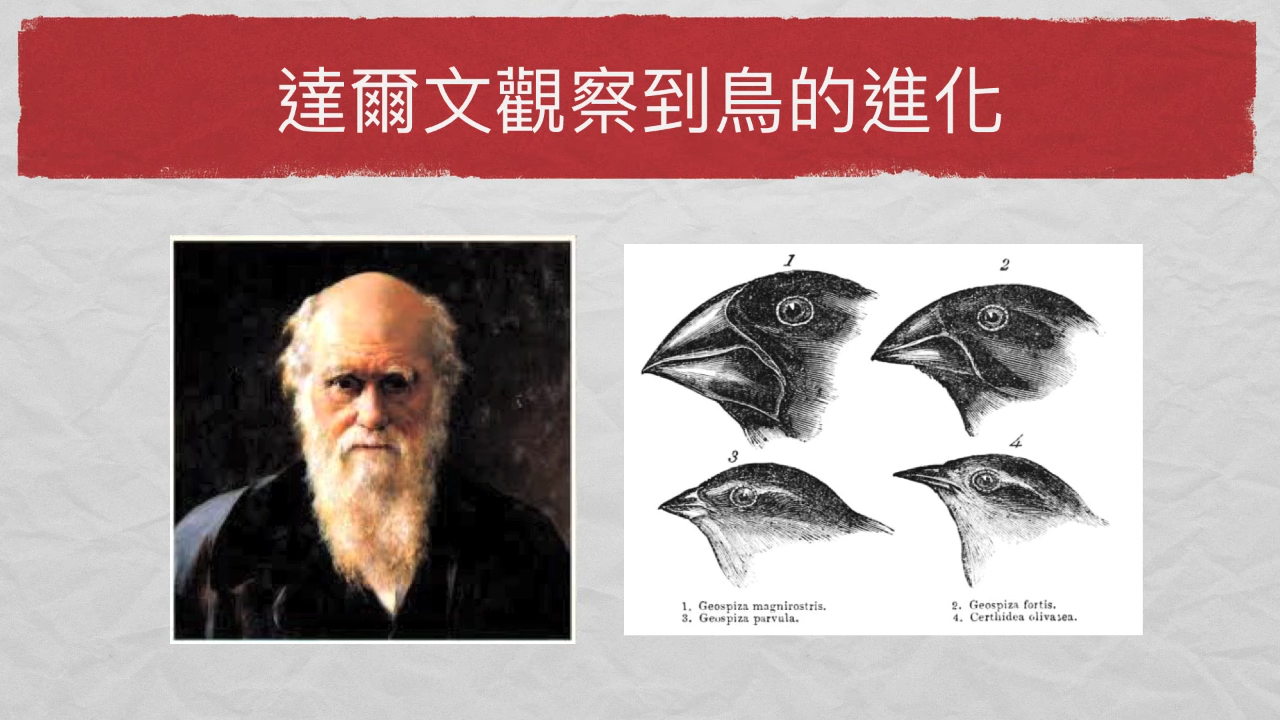 達爾文觀察到鳥的進化
1
2
3
4
1. Geospiza magnirostris.
2. Geospiza fortis.
3. Geospiza parvula.
4. Certhidea olivasea.